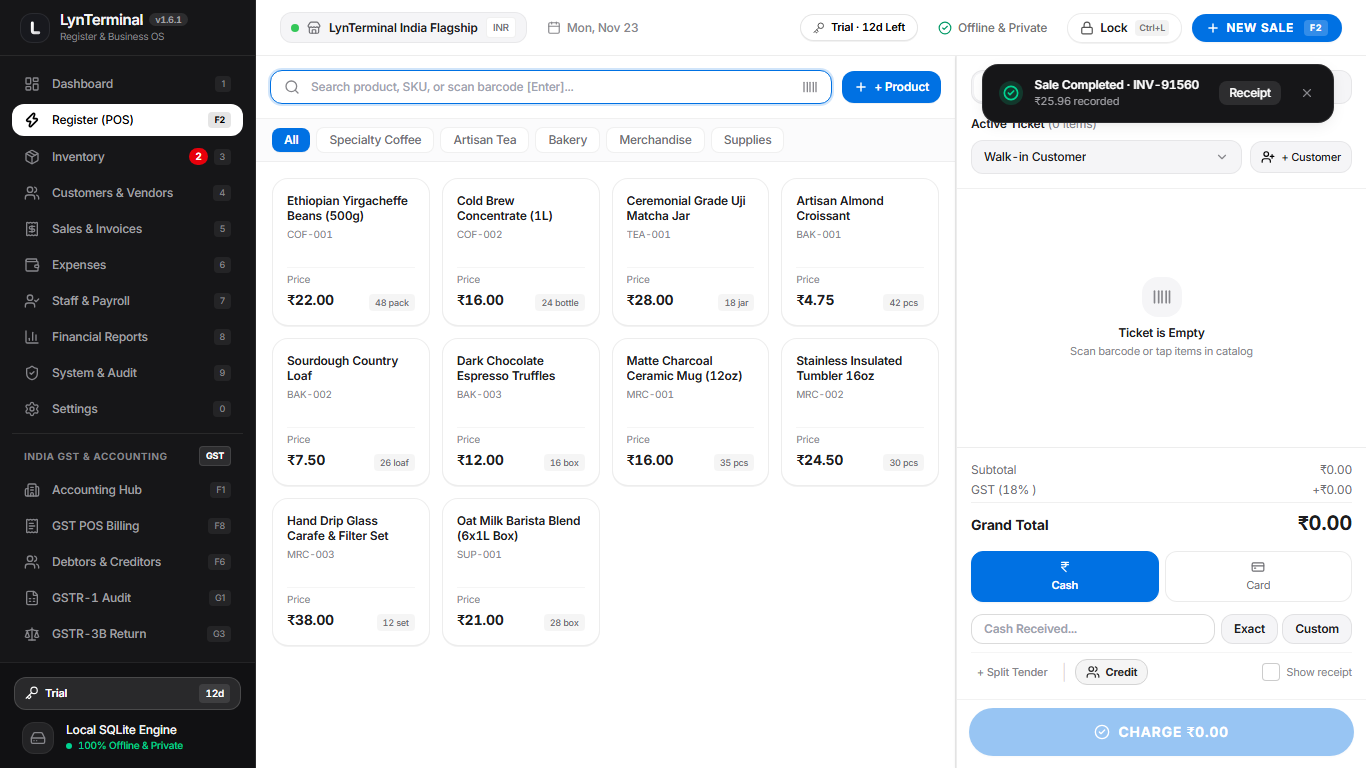 LynTerminal v1.6.1
Register & Business OS
Dashboard 1
Register (POS) F2
Inventory 2 3
Customers & Vendors 4
Sales & Invoices 5
Expenses 6
Staff & Payroll 7
Financial Reports 8
System & Audit 9
Settings 0
INDIA GST & ACCOUNTING GST
Accounting Hub F1
GST POS Billing F8
Debtors & Creditors F6
GSTR-1 Audit G1
GSTR-3B Return G3
Trial 12d
Local SQLite Engine
100% Offline & Private
LynTerminal India Flagship INR
Mon, Nov 23
Trial · 12d Left
Offline & Private
Lock Ctrl+L
NEW SALE F2
Search product, SKU, or scan barcode [Enter]...
+ Product
All Specialty Coffee Artisan Tea Bakery Merchandise Supplies
Ethiopian Yirgacheffe
Beans (500g)
COF-001
Price
₹22.00 48 pack
Cold Brew
Concentrate (1L)
COF-002
Price
₹16.00 24 bottle
Ceremonial Grade Uji
Matcha Jar
TEA-001
Price
₹28.00 18 jar
Artisan Almond
Croissant
BAK-001
Price
₹4.75 42 pcs
Sourdough Country
Loaf
BAK-002
Price
₹7.50 26 loaf
Dark Chocolate
Espresso Truffles
BAK-003
Price
₹12.00 16 box
Matte Charcoal
Ceramic Mug (12oz)
MRC-001
Price
₹16.00 35 pcs
Stainless Insulated
Tumbler 16oz
MRC-002
Price
₹24.50 30 pcs
Hand Drip Glass
Carafe & Filter Set
MRC-003
Price
₹38.00 12 set
Oat Milk Barista Blend
(6x1L Box)
SUP-001
Price
₹21.00 28 box
Sale Completed · INV-91560
₹25.96 recorded
Receipt
Active Ticket (0 items)
Walk-in Customer
+ Customer
Ticket is Empty
Scan barcode or tap items in catalog
Subtotal ₹0.00
GST (18% ) +₹0.00
Grand Total ₹0.00
₹
Cash
Card
Cash Received...
Exact
Custom
+ Split Tender
Credit
Show receipt
CHARGE ₹0.00